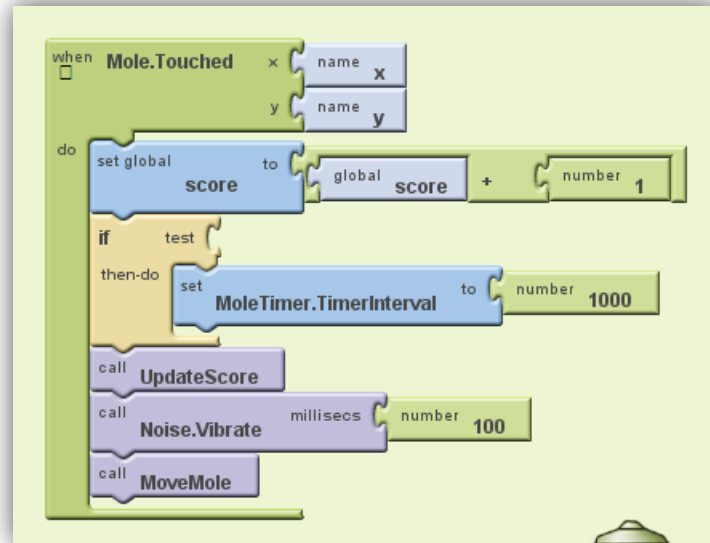 when Mole.Touched x name x
y name y
do
set global score to global score + number 1
if test
then-do
set MoleTimer.TimerInterval to number 1000
call UpdateScore
call Noise.Vibrate millisecs number 100
call MoveMole